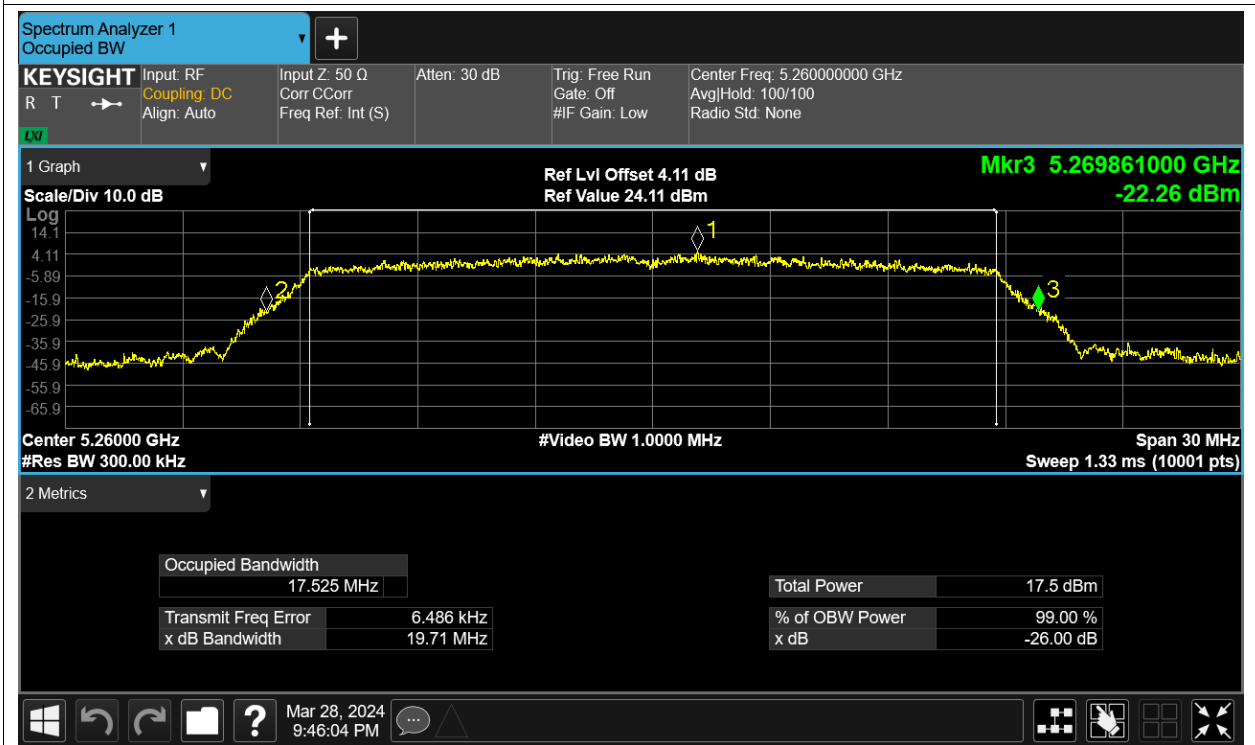 Spectrum Analyzer 1
Occupied BW
KEYSIGHT
R T
LXI
Input: RF
Coupling: DC
Align: Auto
Input Z: 50 Ω
Corr CCorr
Freq Ref: Int (S)
Atten: 30 dB
Trig: Free Run
Gate: Off
#IF Gain: Low
Center Freq: 5.260000000 GHz
Avg|Hold: 100/100
Radio Std: None
1 Graph
Scale/Div 10.0 dB
Ref Lvl Offset 4.11 dB
Ref Value 24.11 dBm
Mkr3 5.269861000 GHz
-22.26 dBm
Log
14.1
4.11
-5.89
-15.9
-25.9
-35.9
-45.9
-55.9
-65.9
1
2
3
Center 5.26000 GHz
#Video BW 1.0000 MHz
Span 30 MHz
#Res BW 300.00 kHz
Sweep 1.33 ms (10001 pts)
2 Metrics
Occupied Bandwidth
17.525 MHz
Transmit Freq Error 6.486 kHz
x dB Bandwidth 19.71 MHz
Total Power 17.5 dBm
% of OBW Power 99.00 %
x dB -26.00 dB
?
Mar 28, 2024
9:46:04 PM